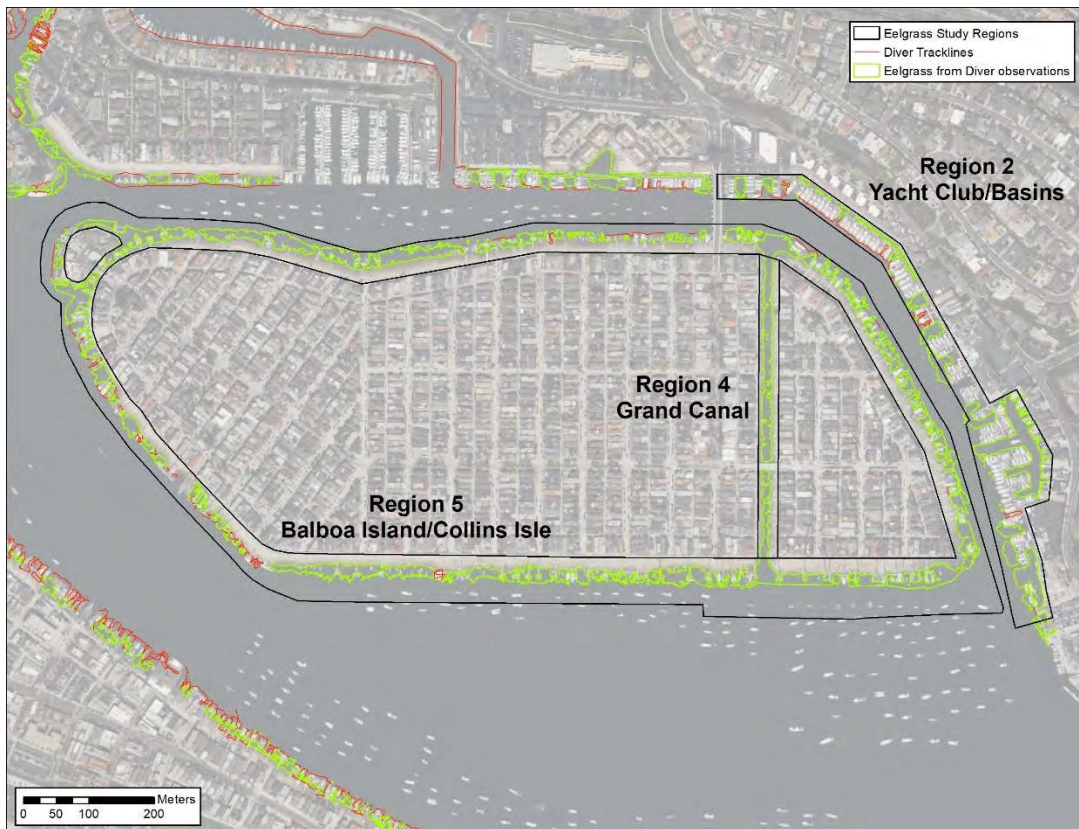 Eelgrass Study Regions
Diver Tracklines
Eelgrass from Diver observations
Region 2
Yacht Club/Basins
Region 4
Grand Canal
Region 5
Balboa Island/Collins Isle
Meters
0 50 100 200